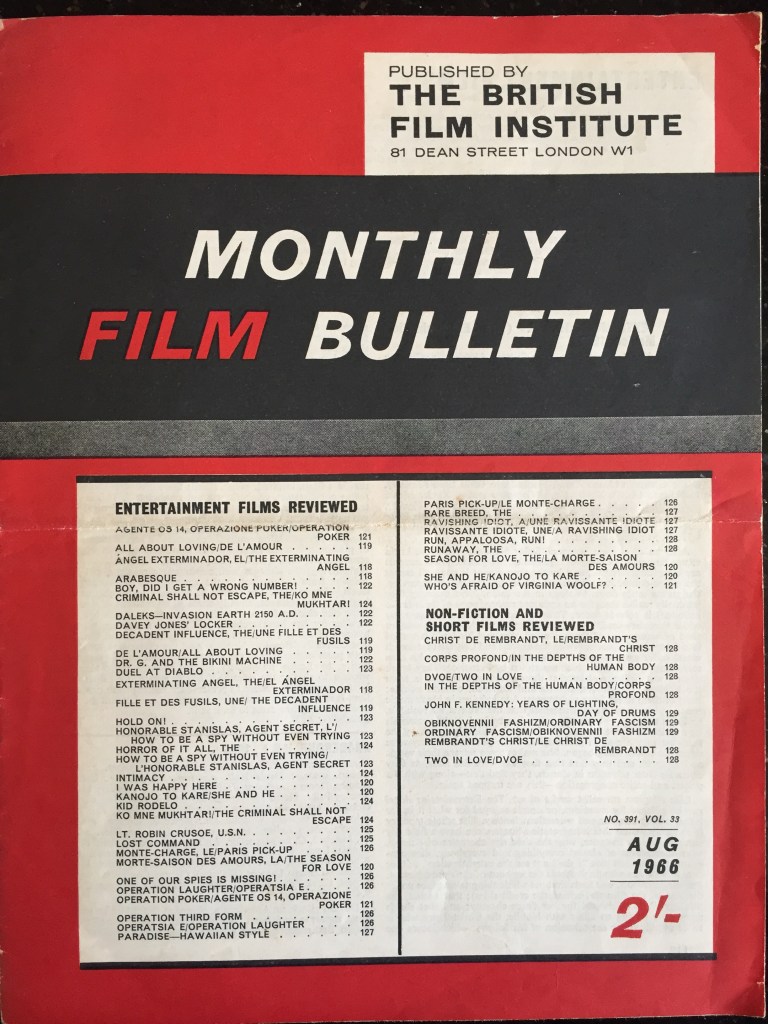 PUBLISHED BY
THE BRITISH
FILM INSTITUTE
81 DEAN STREET LONDON W1
MONTHLY
FILM BULLETIN
ENTERTAINMENT FILMS REVIEWED
AGENTE OS 14, OPERAZIONE POKER/OPERATION
POKER 121
ALL ABOUT LOVING/DE L'AMOUR . . . . . 119
ÁNGEL EXTERMINADOR, EL/THE EXTERMINATING
ANGEL 118
ARABESQUE . . . . . . . . . 118
BOY, DID I GET A WRONG NUMBER! . . . . 122
CRIMINAL SHALL NOT ESCAPE, THE/KO MNE
MUKHTAR! 124
DALEKS—INVASION EARTH 2150 A.D. . . . . 122
DAVEY JONES' LOCKER . . . . . . . 122
DECADENT INFLUENCE, THE/UNE FILLE ET DES
FUSILS 119
DE L'AMOUR/ALL ABOUT LOVING . . . . . 119
DR. G. AND THE BIKINI MACHINE . . . . . 122
DUEL AT DIABLO . . . . . . . . 123
EXTERMINATING ANGEL, THE/EL ÁNGEL
EXTERMINADOR 118
FILLE ET DES FUSILS, UNE/ THE DECADENT
INFLUENCE 119
HOLD ON! . . . . . . . . . . 123
HONORABLE STANISLAS, AGENT SECRET, L'/
HOW TO BE A SPY WITHOUT EVEN TRYING 123
HORROR OF IT ALL, THE . . . . . . 124
HOW TO BE A SPY WITHOUT EVEN TRYING/
L'HONORABLE STANISLAS, AGENT SECRET 123
INTIMACY . . . . . . . . . . 124
I WAS HAPPY HERE . . . . . . . 120
KANOJO TO KARE/SHE AND HE . . . . . 120
KID RODELO . . . . . . . . . 124
KO MNE MUKHTAR!/THE CRIMINAL SHALL NOT
ESCAPE 124
LT. ROBIN CRUSOE, U.S.N. . . . . . . 125
LOST COMMAND . . . . . . . . 125
MONTE-CHARGE, LE/PARIS PICK-UP . . . . 126
MORTE-SAISON DES AMOURS, LA/THE SEASON
FOR LOVE 120
ONE OF OUR SPIES IS MISSING! . . . . . 126
OPERATION LAUGHTER/OPERATSIA E . . . . 126
OPERATION POKER/AGENTE OS 14, OPERAZIONE
POKER 121
OPERATION THIRD FORM . . . . . . 126
OPERATSIA E/OPERATION LAUGHTER . . . . 126
PARADISE—HAWAIIAN STYLE . . . . . . 127
PARIS PICK-UP/LE MONTE-CHARGE . . . . . 126
RARE BREED, THE . . . . . . . . 127
RAVISHING IDIOT, A/UNE RAVISSANTE IDIOTE 127
RAVISSANTE IDIOT, UNE/A RAVISHING IDIOT 127
RUN, APPALOOSA, RUN! . . . . . . . 128
RUNAWAY, THE . . . . . . . . . 128
SEASON FOR LOVE, THE/LA MORTE-SAISON
DES AMOURS 120
SHE AND HE/KANOJO TO KARE . . . . . 120
WHO'S AFRAID OF VIRGINIA WOOLF? . . . . 121
NON-FICTION AND
SHORT FILMS REVIEWED
CHRIST DE REMBRANDT, LE/REMBRANDT'S
CHRIST 128
CORPS PROFOND/IN THE DEPTHS OF THE
HUMAN BODY 128
DVOE/TWO IN LOVE . . . . . . . . 128
IN THE DEPTHS OF THE HUMAN BODY/CORPS
PROFOND 128
JOHN F. KENNEDY: YEARS OF LIGHTING,
DAY OF DRUMS 129
OBIKNOVENNII FASHIZM/ORDINARY FASCISM 129
ORDINARY FASCISM/OBIKNOVENNII FASHIZM 129
REMBRANDT'S CHRIST/LE CHRIST DE
REMBRANDT 128
TWO IN LOVE/DVOE . . . . . . . . 128
NO. 391, VOL. 33
AUG
1966
2/-